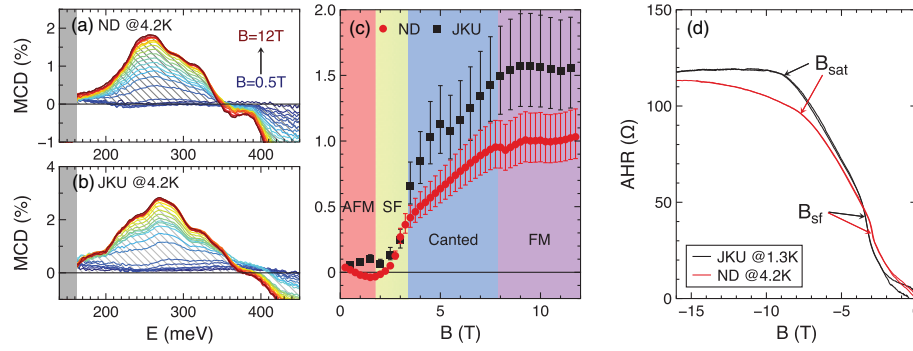 (a) ND @4.2K
B=12T
B=0.5T
MCD (%)
2
1
0
−1
200
300
400
(b) JKU @4.2K
MCD (%)
4
2
0
200
300
400
E (meV)
(c)
ND
JKU
2.0
1.5
1.0
0.5
0
AFM
SF
Canted
FM
0
5
10
B (T)
(d)
AHR (Ω)
150
100
50
0
Bsat
Bsf
JKU @1.3K
ND @4.2K
−15
−10
−5
0
B (T)